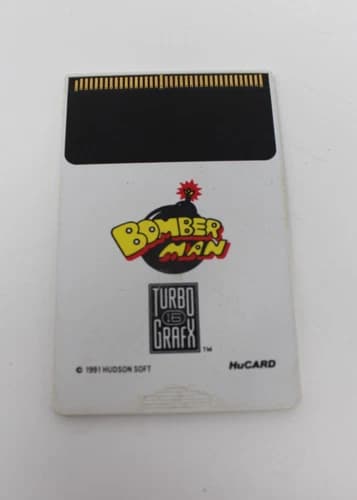 BOMBER
MAN
TURBO
16
GRAFX
TM
© 1991 HUDSON SOFT
HuCARD